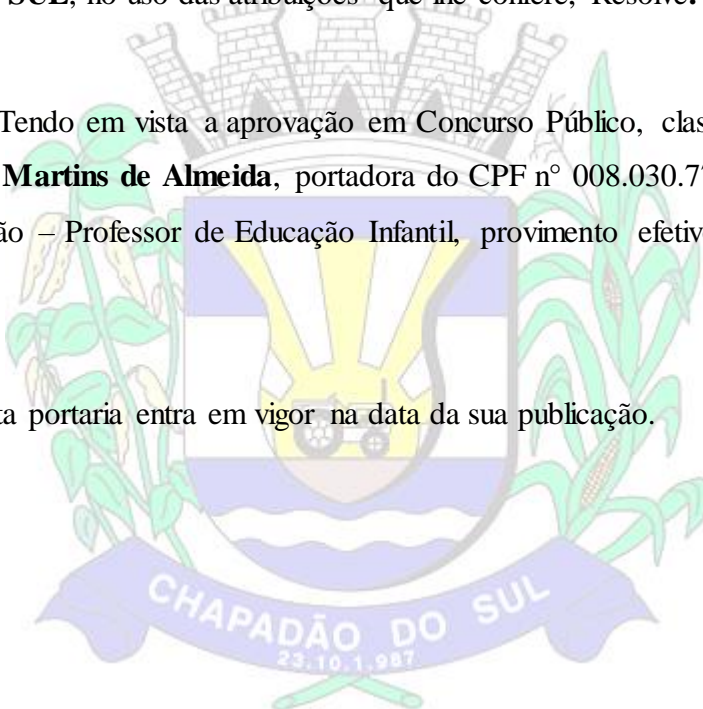 SUL, no uso das atribuições que lhe confere, Resolve:
Tendo em vista a aprovação em Concurso Público, clas
Martins de Almeida, portadora do CPF n° 008.030.7
ão – Professor de Educação Infantil, provimento efetiv
ta portaria entra em vigor na data da sua publicação.
CHAPADÃO DO SUL
23.10.1.987